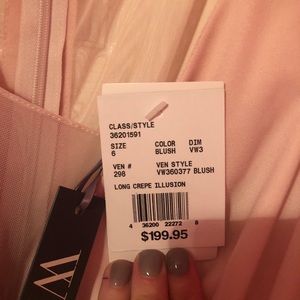 CLASS/STYLE
36201591
SIZE COLOR DIM
6 BLUSH VW3
VEN # VEN STYLE
298 VW360377 BLUSH
LONG CREPE ILLUSION
4 36200 22272 8
$199.95
W